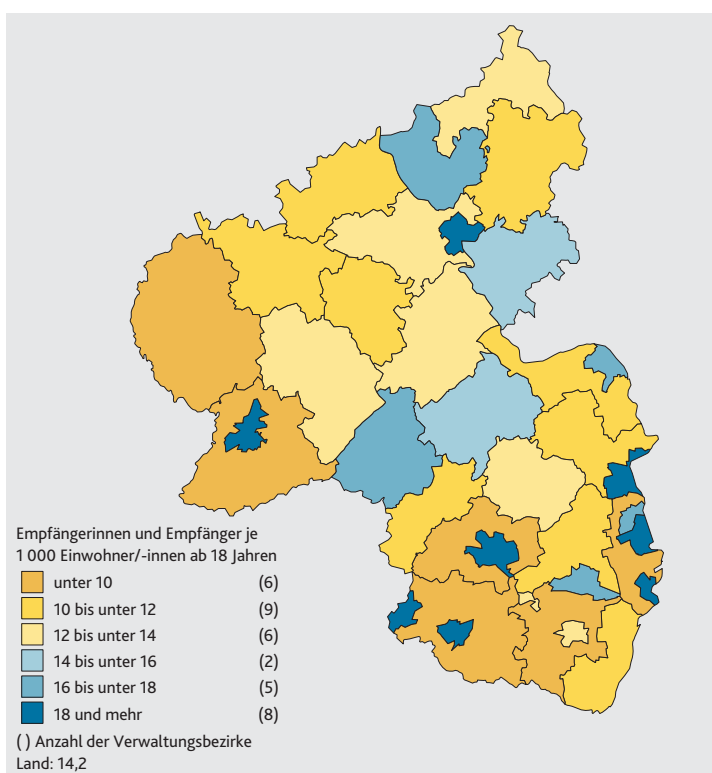 Empfängerinnen und Empfänger je
1 000 Einwohner/-innen ab 18 Jahren
unter 10 (6)
10 bis unter 12 (9)
12 bis unter 14 (6)
14 bis unter 16 (2)
16 bis unter 18 (5)
18 und mehr (8)
( ) Anzahl der Verwaltungsbezirke
Land: 14,2